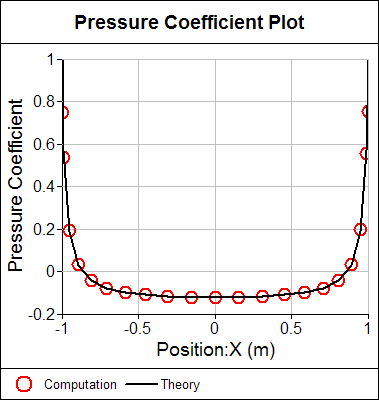 Pressure Coefficient Plot
Pressure Coefficient
1
0.8
0.6
0.4
0.2
0
-0.2
-1 -0.5 0 0.5 1
Position:X (m)
Computation Theory